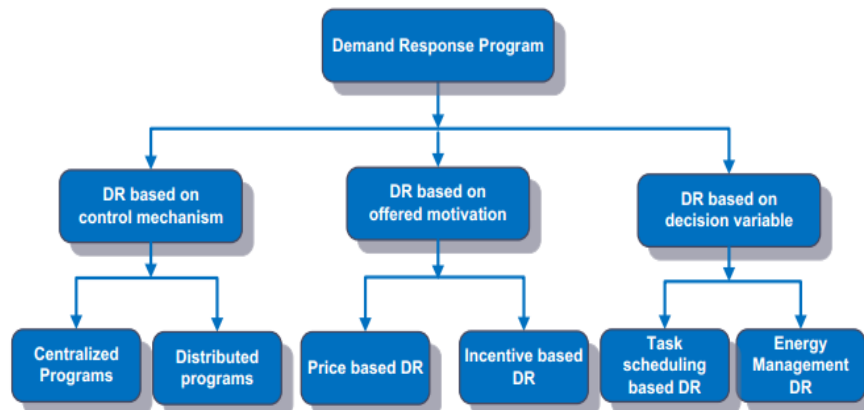 Demand Response Program
DR based on
control mechanism
DR based on
offered motivation
DR based on
decision variable
Centralized
Programs
Distributed
programs
Price based DR
Incentive based
DR
Task
scheduling
based DR
Energy
Management
DR